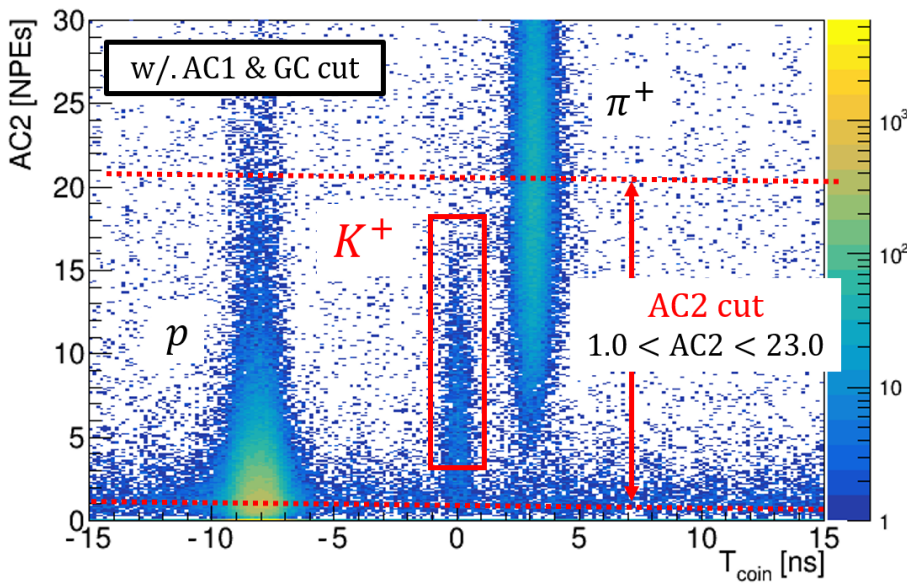 AC2 [NPEs]
30
25
20
15
10
5
0
w/. AC1 & GC cut
π⁺
K⁺
p
AC2 cut
1.0 < AC2 < 23.0
-15
-10
-5
0
5
10
15
T_coin [ns]
10³
10²
10
1